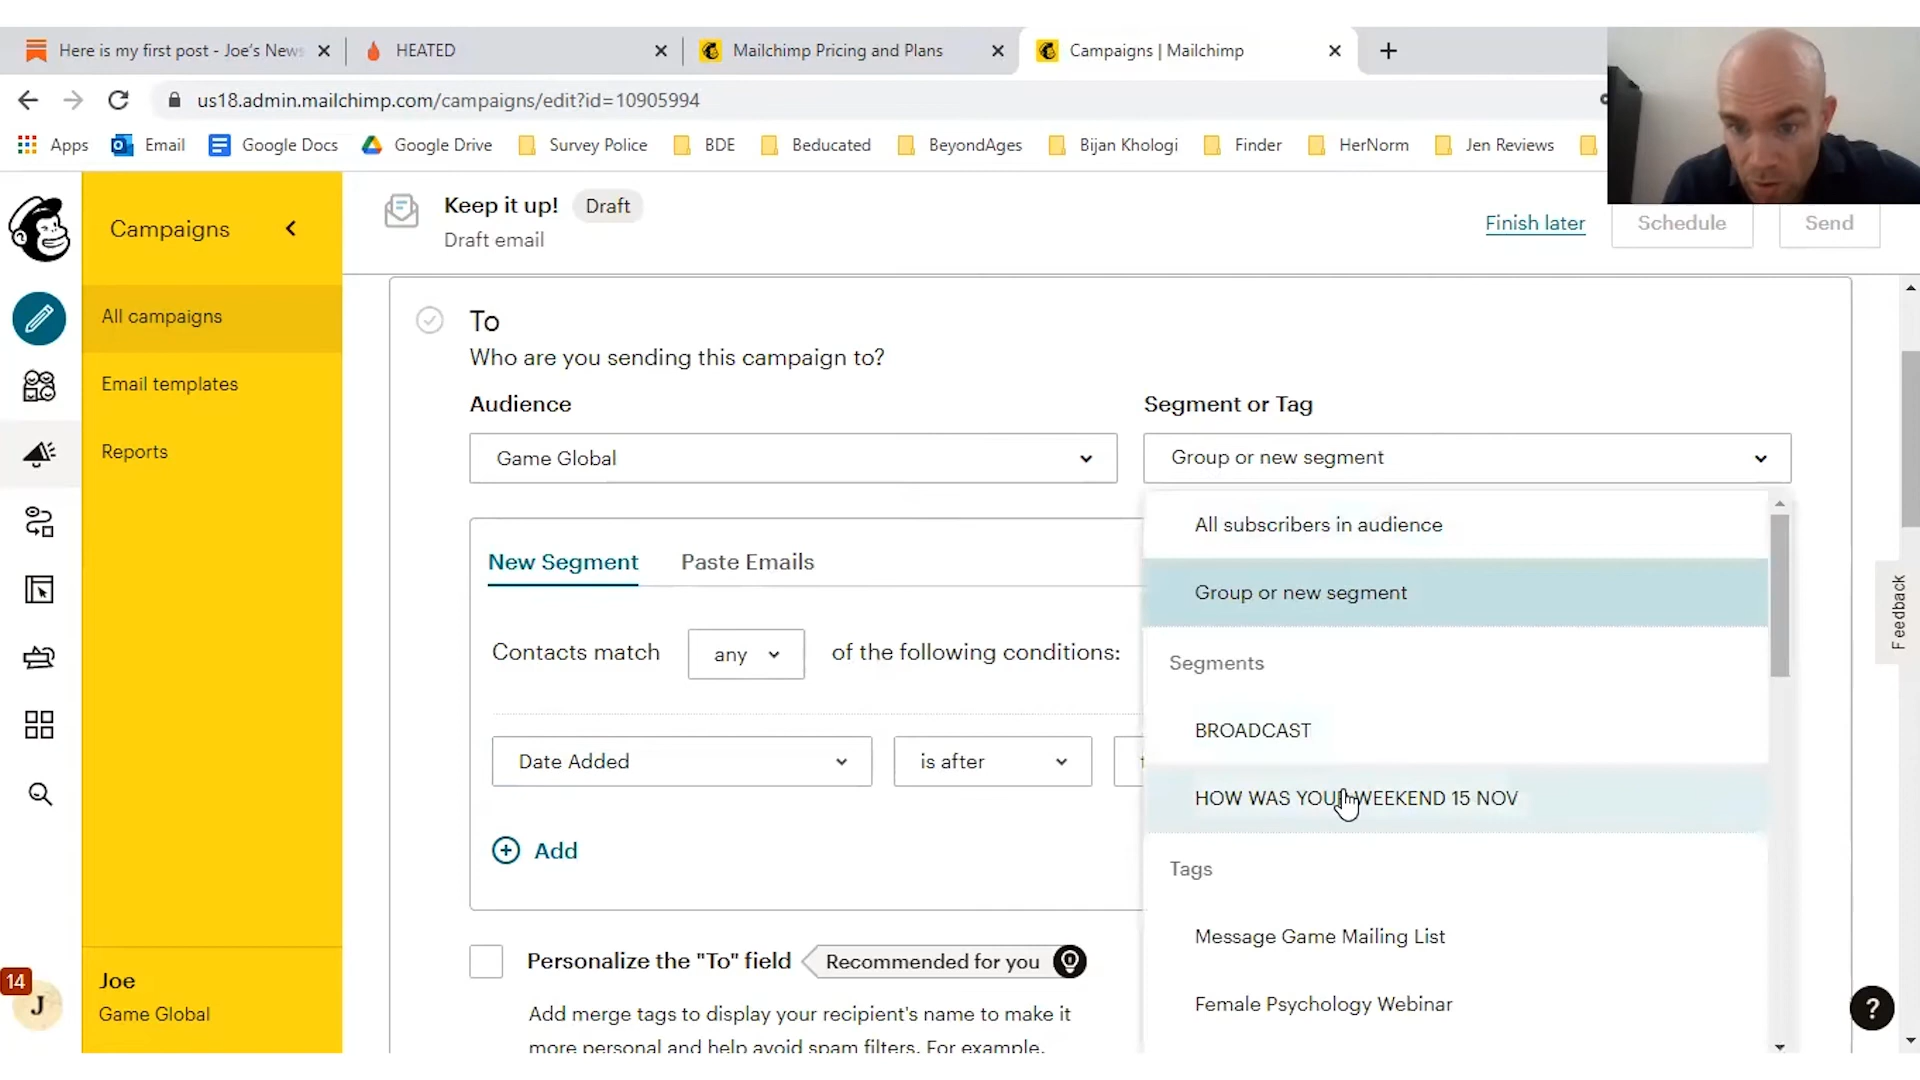 Here is my first post - Joe's News
HEATED
Mailchimp Pricing and Plans
Campaigns | Mailchimp
us18.admin.mailchimp.com/campaigns/edit?id=10905994
Apps
Email
Google Docs
Google Drive
Survey Police
BDE
Beducated
BeyondAges
Bijan Khologi
Finder
HerNorm
Jen Reviews
Campaigns
Keep it up!
Draft
Draft email
Finish later
Schedule
Send
All campaigns
Email templates
Reports
To
Who are you sending this campaign to?
Audience
Segment or Tag
Game Global
Group or new segment
All subscribers in audience
Group or new segment
Segments
BROADCAST
HOW WAS YOUR WEEKEND 15 NOV
Tags
Message Game Mailing List
Female Psychology Webinar
New Segment
Paste Emails
Contacts match
any
of the following conditions:
Date Added
is after
Add
Personalize the "To" field
Recommended for you
Add merge tags to display your recipient's name to make it
more personal and help avoid spam filters. For example,
Feedback
14
J
Joe
Game Global
?